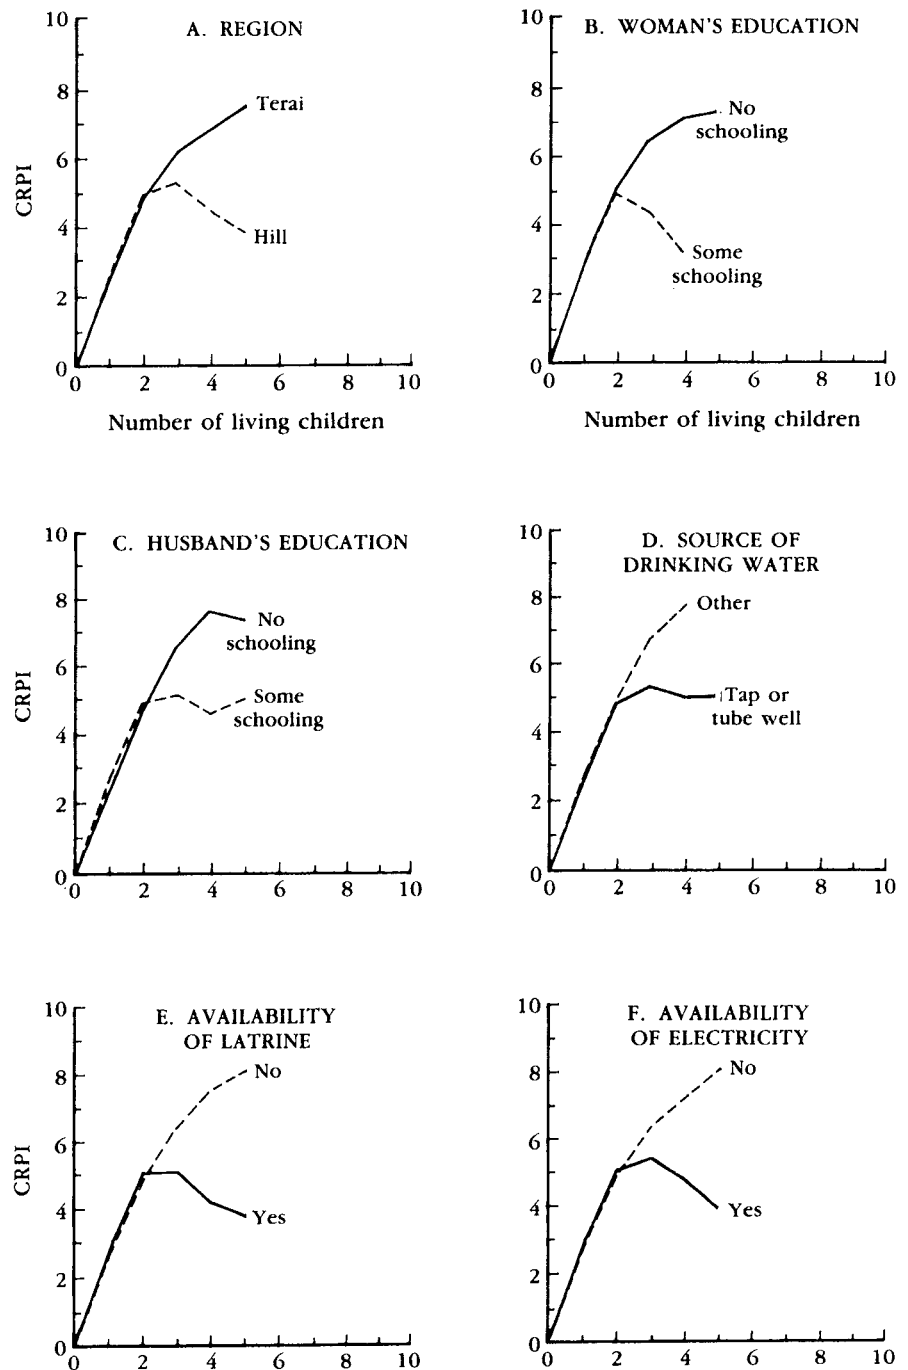 A. REGION
10
8
6
4
2
0
CRPI
Terai
Hill
0 2 4 6 8 10
Number of living children
B. WOMAN'S EDUCATION
10
8
6
4
2
0
No
schooling
Some
schooling
0 2 4 6 8 10
Number of living children
C. HUSBAND'S EDUCATION
10
8
6
4
2
0
CRPI
No
schooling
Some
schooling
0 2 4 6 8 10
D. SOURCE OF
DRINKING WATER
10
8
6
4
2
0
Other
Tap or
tube well
0 2 4 6 8 10
E. AVAILABILITY
OF LATRINE
10
8
6
4
2
0
CRPI
No
Yes
0 2 4 6 8 10
F. AVAILABILITY
OF ELECTRICITY
10
8
6
4
2
0
No
Yes
0 2 4 6 8 10